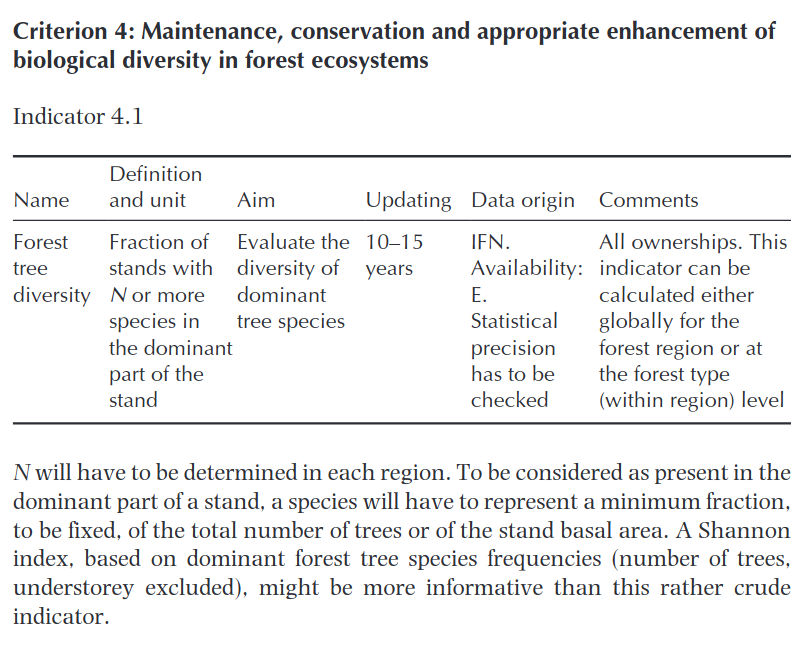 Criterion 4: Maintenance, conservation and appropriate enhancement of
biological diversity in forest ecosystems
Indicator 4.1
Name Definition and unit Aim Updating Data origin Comments
Forest Fraction of Evaluate the 10–15 IFN. All ownerships. This
tree stands with diversity of years Availability: indicator can be
diversity N or more dominant E. calculated either
species in tree species Statistical globally for the
the dominant precision forest region or at
part of the has to be the forest type
stand checked (within region) level
N will have to be determined in each region. To be considered as present in the
dominant part of a stand, a species will have to represent a minimum fraction,
to be fixed, of the total number of trees or of the stand basal area. A Shannon
index, based on dominant forest tree species frequencies (number of trees,
understorey excluded), might be more informative than this rather crude
indicator.